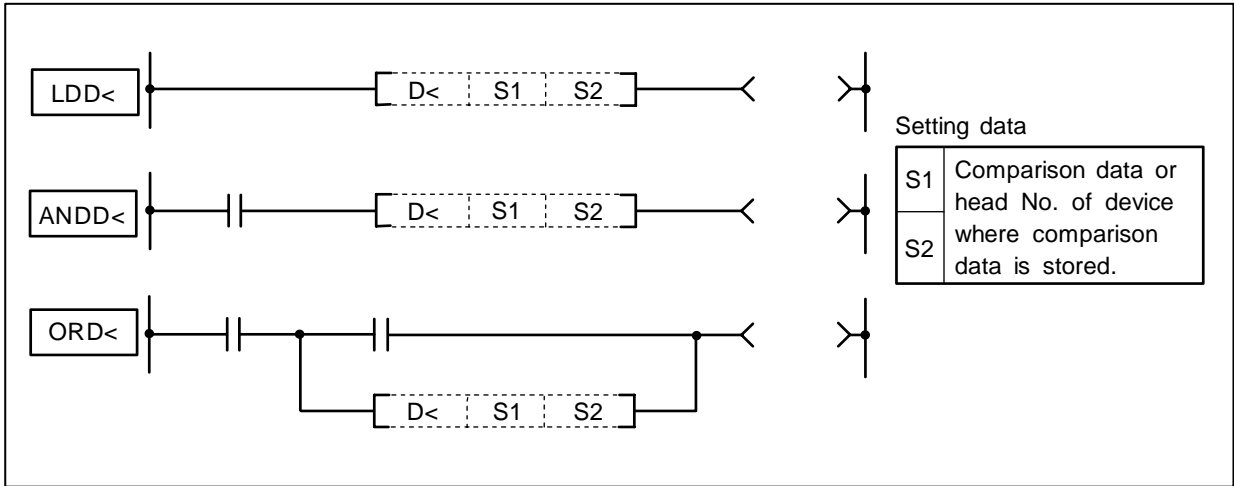 LDD<
D< S1 S2
ANDD<
D< S1 S2
ORD<
D< S1 S2
Setting data
S1
S2
Comparison data or
head No. of device
where comparison
data is stored.